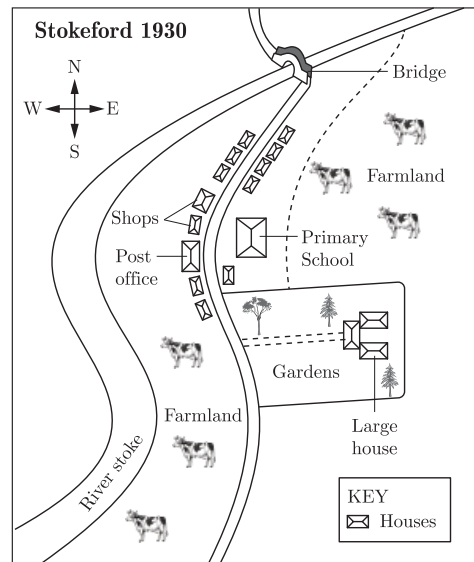 Stokeford 1930
N
W E
S
Bridge
Farmland
Shops
Primary
School
Post
office
Gardens
Farmland
Large
house
River stoke
KEY
Houses